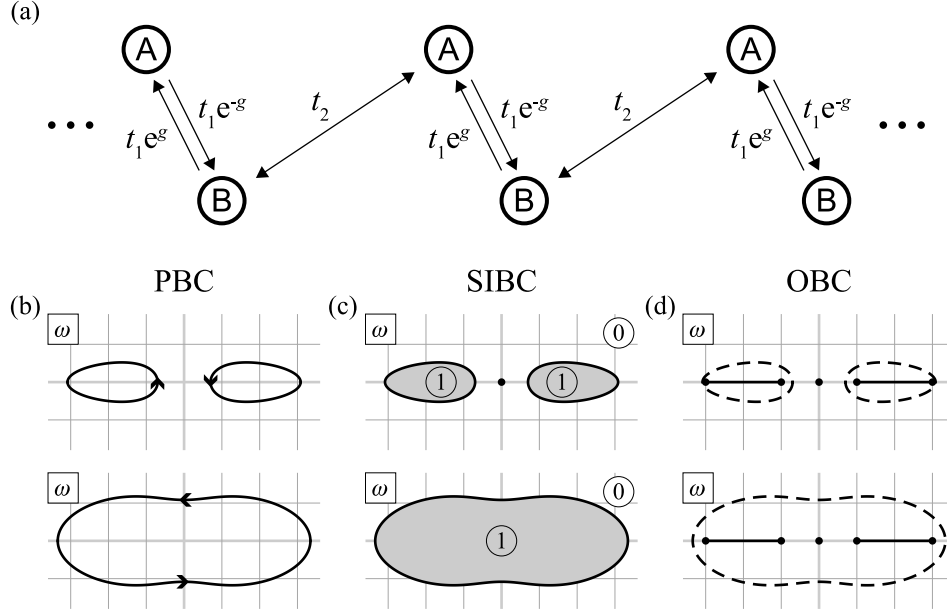 (a)
A A A
t₂ t₂
t₁e⁻ᵍ t₁e⁻ᵍ t₁e⁻ᵍ
t₁eᵍ t₁eᵍ t₁eᵍ
B B B
PBC SIBC OBC
(b) (c) (d)
ω ω 0 ω
1 1
ω ω 0 ω
1